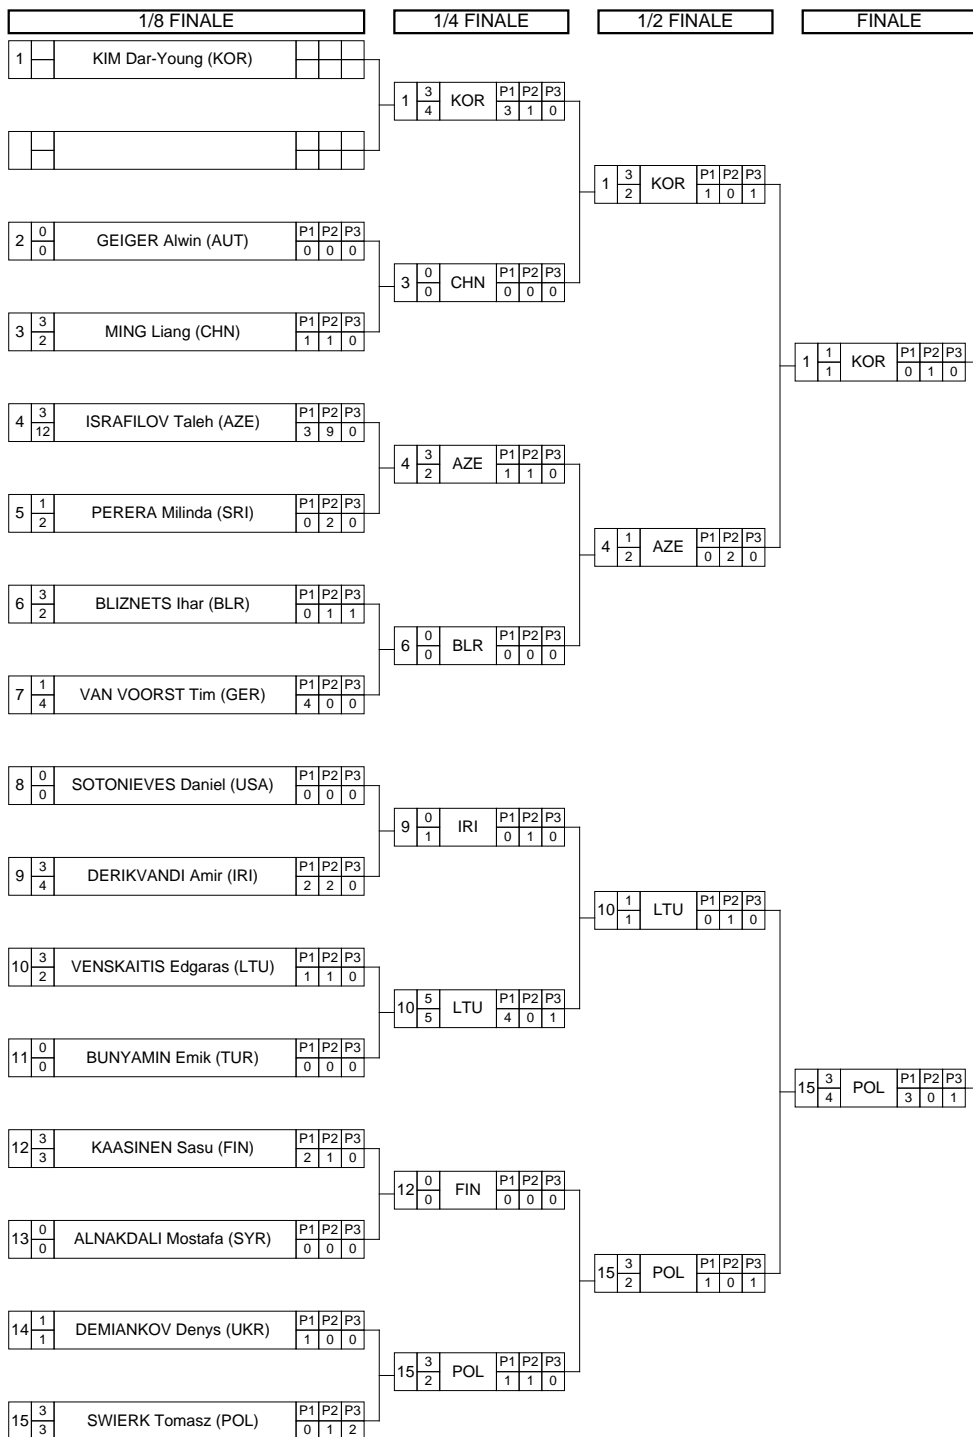 1/8 FINALE 1/4 FINALE 1/2 FINALE FINALE
1 KIM Dar-Young (KOR)
1 3 4 KOR P1 P2 P3 3 1 0
1 3 2 KOR P1 P2 P3 1 0 1
2 0 0 GEIGER Alwin (AUT) P1 P2 P3 0 0 0
3 0 0 CHN P1 P2 P3 0 0 0
3 3 2 MING Liang (CHN) P1 P2 P3 1 1 0
1 1 1 KOR P1 P2 P3 0 1 0
4 3 12 ISRAFILOV Taleh (AZE) P1 P2 P3 3 9 0
4 3 2 AZE P1 P2 P3 1 1 0
5 1 2 PERERA Milinda (SRI) P1 P2 P3 0 2 0
4 1 2 AZE P1 P2 P3 0 2 0
6 3 2 BLIZNETS Ihar (BLR) P1 P2 P3 0 1 1
6 0 0 BLR P1 P2 P3 0 0 0
7 1 4 VAN VOORST Tim (GER) P1 P2 P3 4 0 0
8 0 0 SOTONIEVES Daniel (USA) P1 P2 P3 0 0 0
9 0 1 IRI P1 P2 P3 0 1 0
9 3 4 DERIKVANDI Amir (IRI) P1 P2 P3 2 2 0
10 1 1 LTU P1 P2 P3 0 1 0
10 3 2 VENSKAITIS Edgaras (LTU) P1 P2 P3 1 1 0
10 5 5 LTU P1 P2 P3 4 0 1
11 0 0 BUNYAMIN Emik (TUR) P1 P2 P3 0 0 0
15 3 4 POL P1 P2 P3 3 0 1
12 3 3 KAASINEN Sasu (FIN) P1 P2 P3 2 1 0
12 0 0 FIN P1 P2 P3 0 0 0
13 0 0 ALNAKDALI Mostafa (SYR) P1 P2 P3 0 0 0
15 3 2 POL P1 P2 P3 1 0 1
14 1 1 DEMIANKOV Denys (UKR) P1 P2 P3 1 0 0
15 3 2 POL P1 P2 P3 1 1 0
15 3 3 SWIERK Tomasz (POL) P1 P2 P3 0 1 2